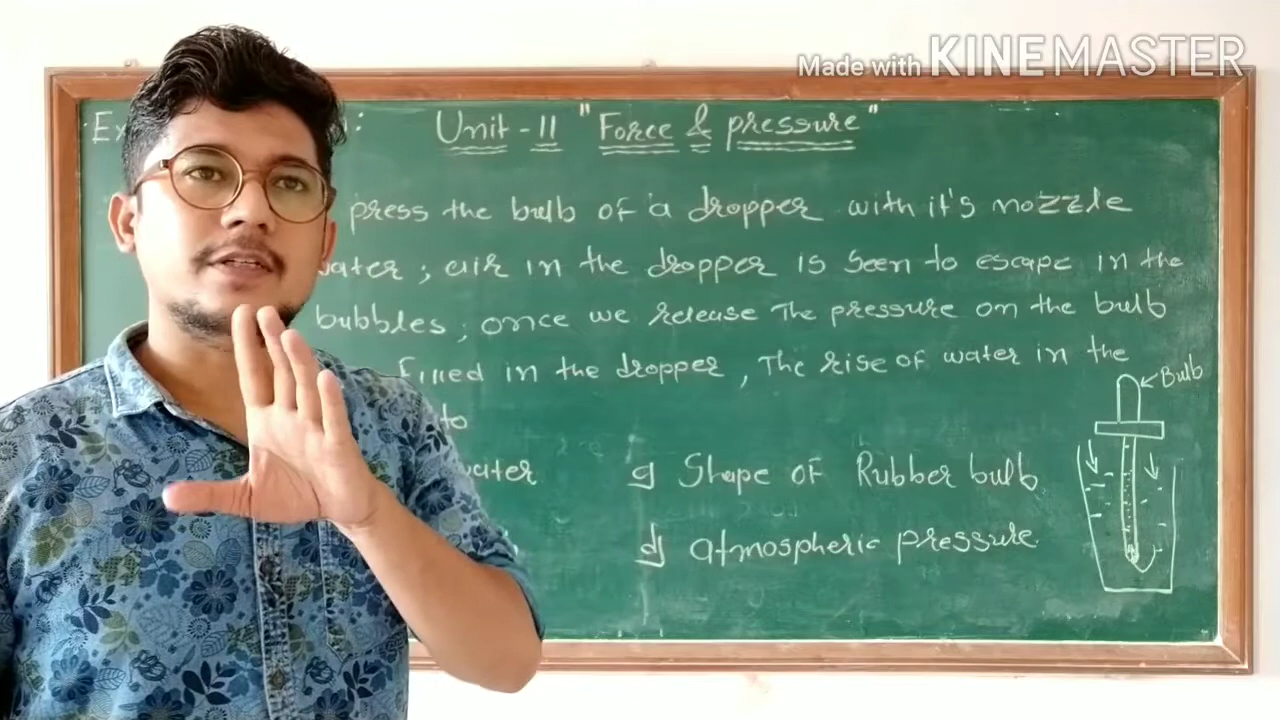 Made with KINEMASTER
Unit-11 "Force & pressure"
press the bulb of a dropper with it's nozzle
water; air in the dropper is seen to escape in the
bubbles; once we release The pressure on the bulb
Filled in the dropper, The rise of water in the
Bulb
to
water
c) Shape of Rubber bulb
d) atmospheric pressure